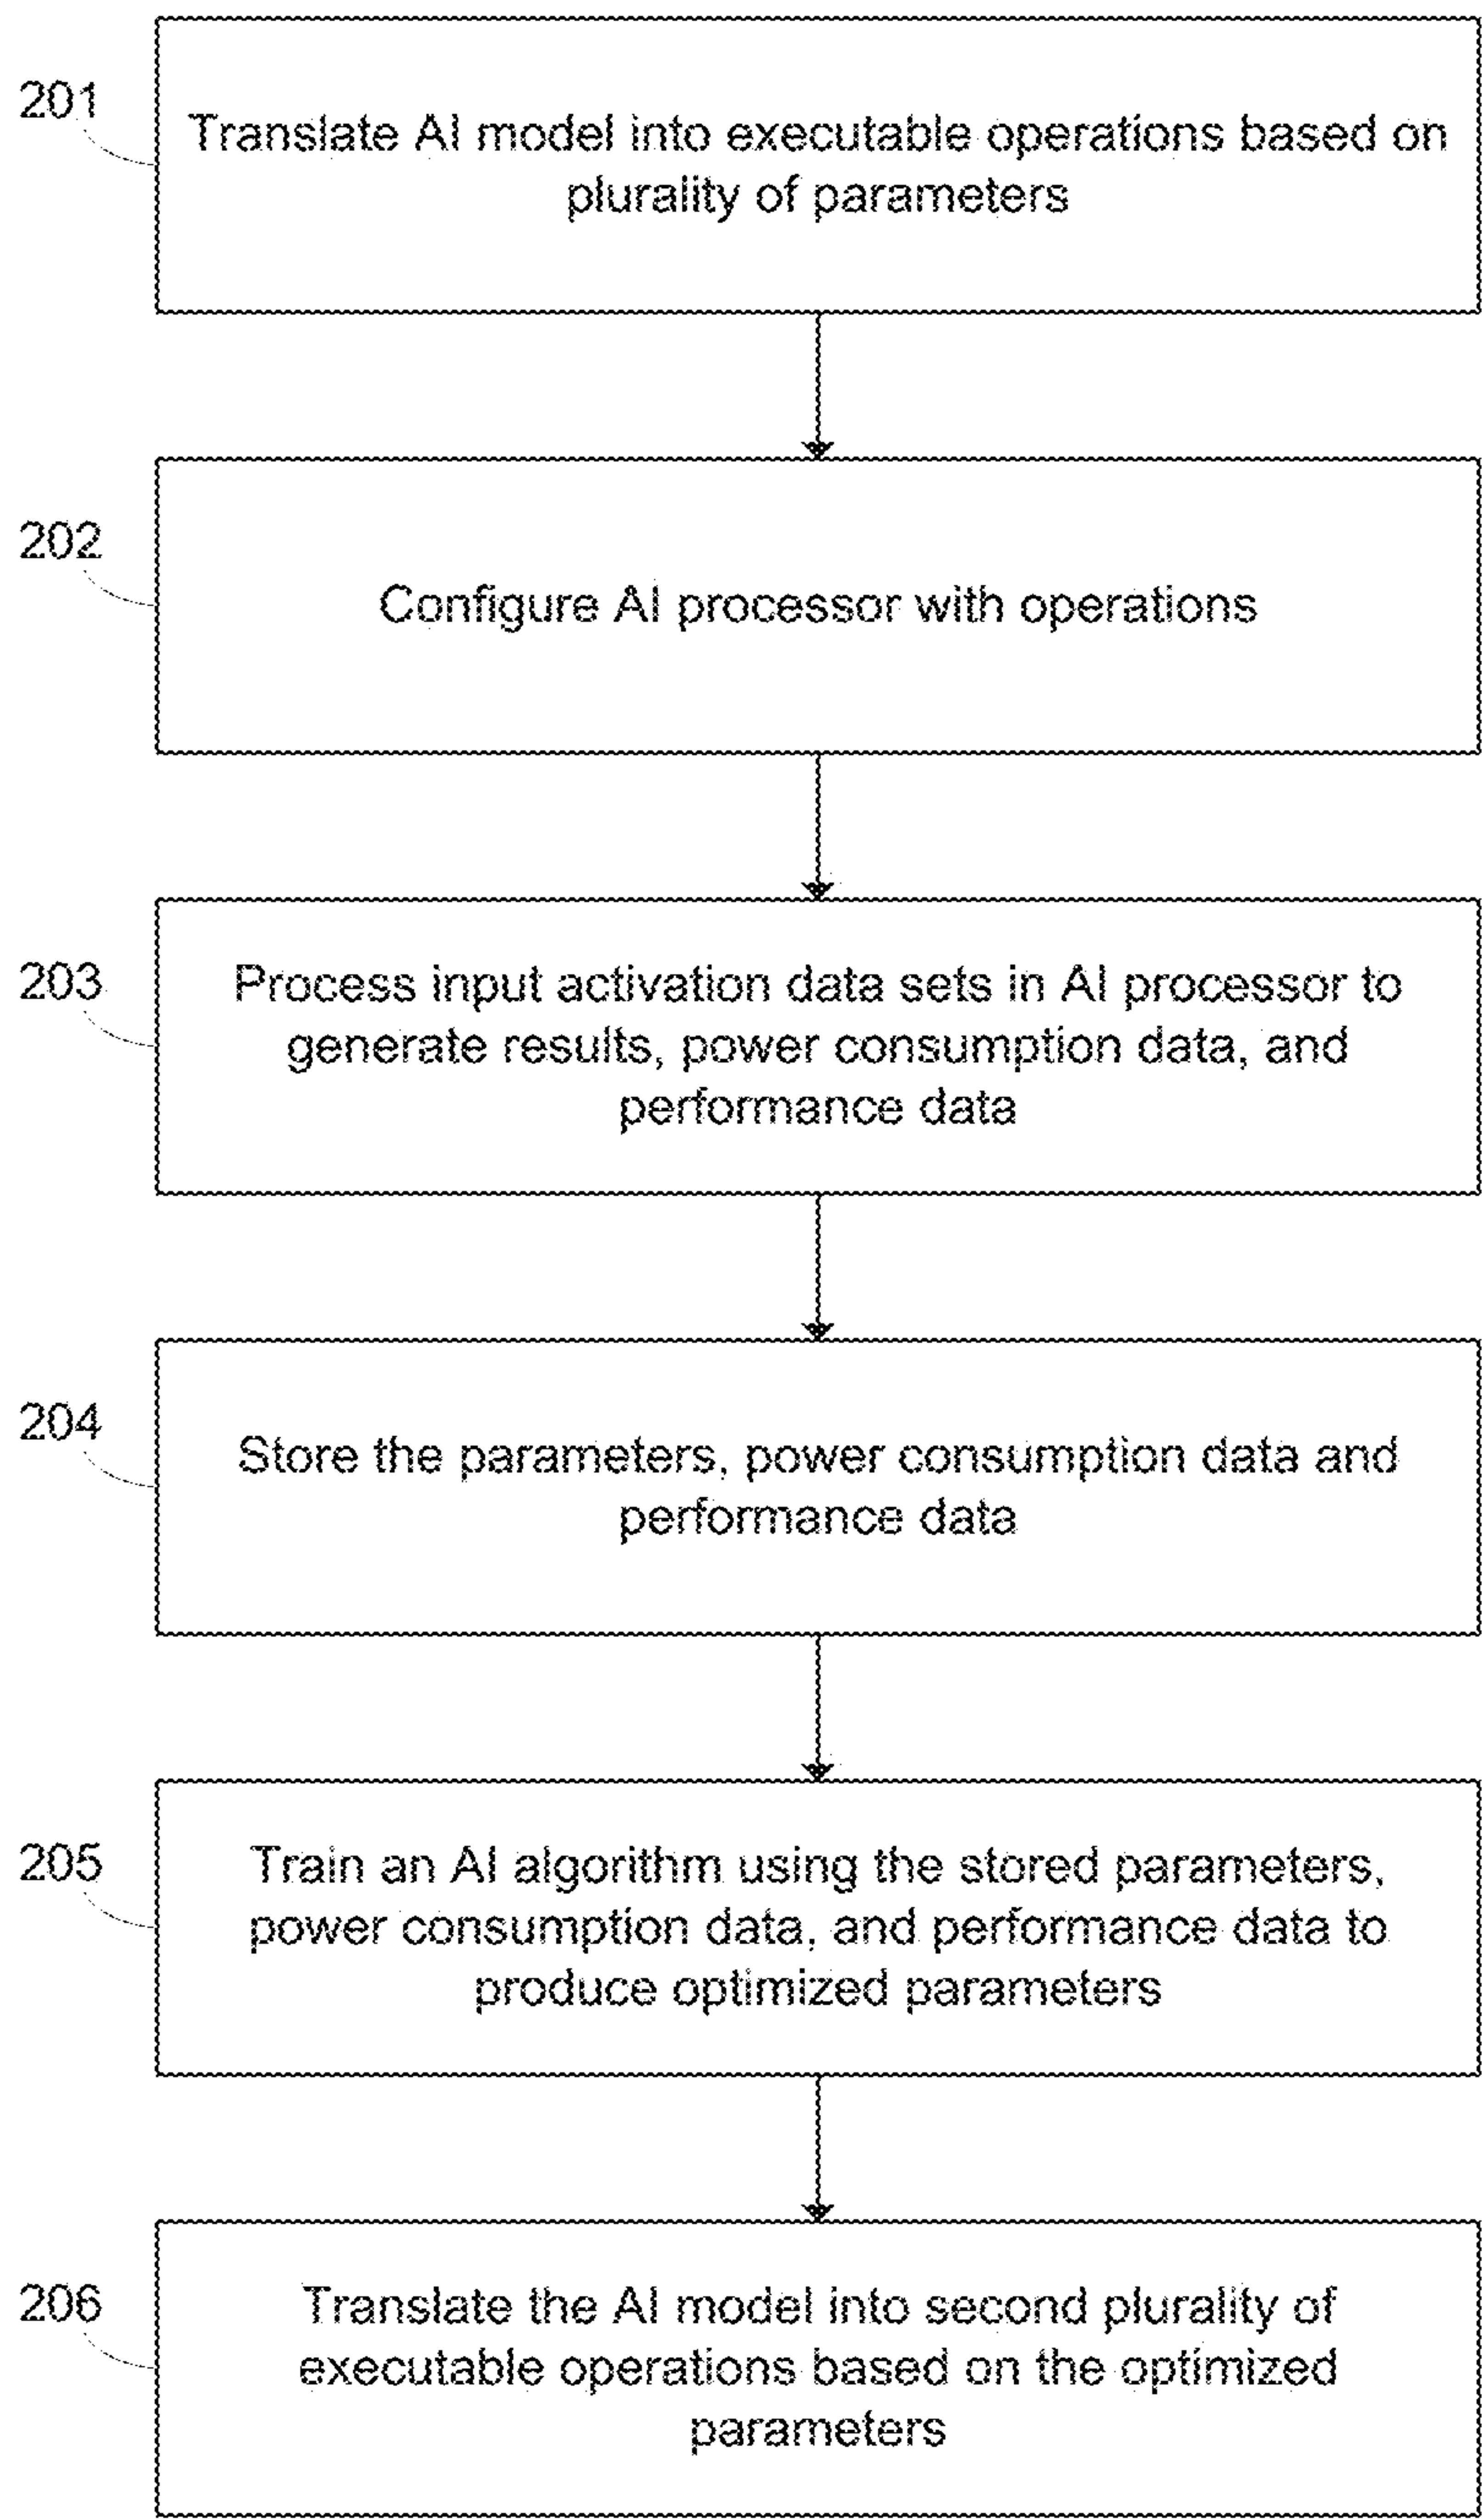 201
Translate AI model into executable operations based on
plurality of parameters
202
Configure AI processor with operations
203
Process input activation data sets in AI processor to
generate results, power consumption data, and
performance data
204
Store the parameters, power consumption data and
performance data
205
Train an AI algorithm using the stored parameters,
power consumption data, and performance data to
produce optimized parameters
206
Translate the AI model into second plurality of
executable operations based on the optimized
parameters